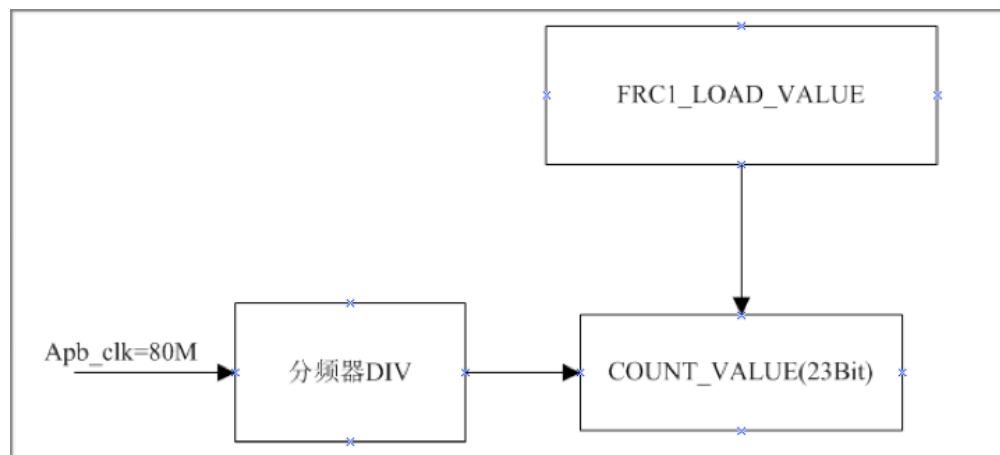 FRC1_LOAD_VALUE
Apb_clk=80M
分频器DIV
COUNT_VALUE(23Bit)